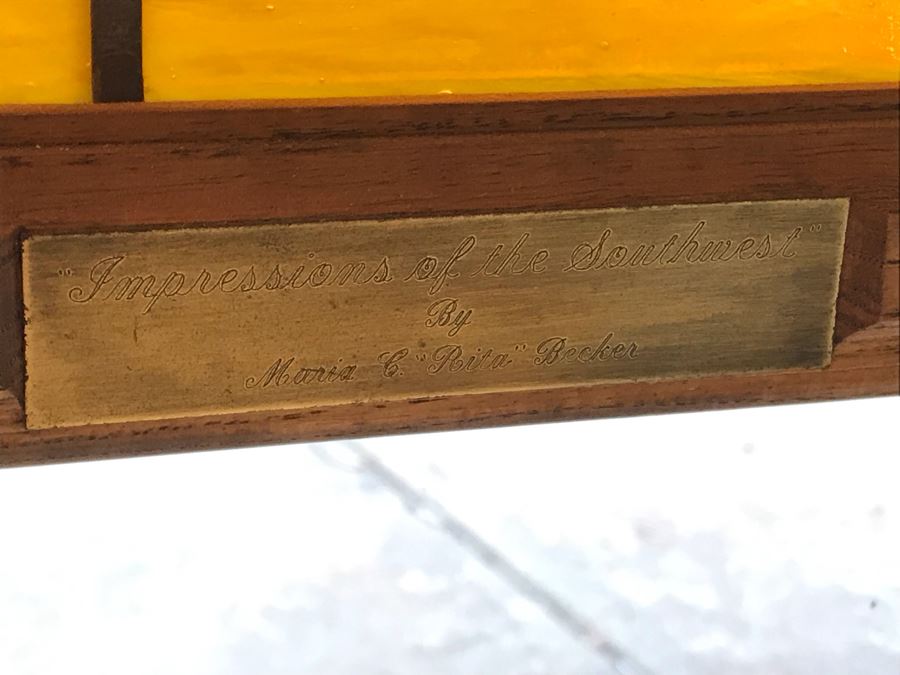 "Impressions of the Southwest"
By
Maria C. "Rita" Becker